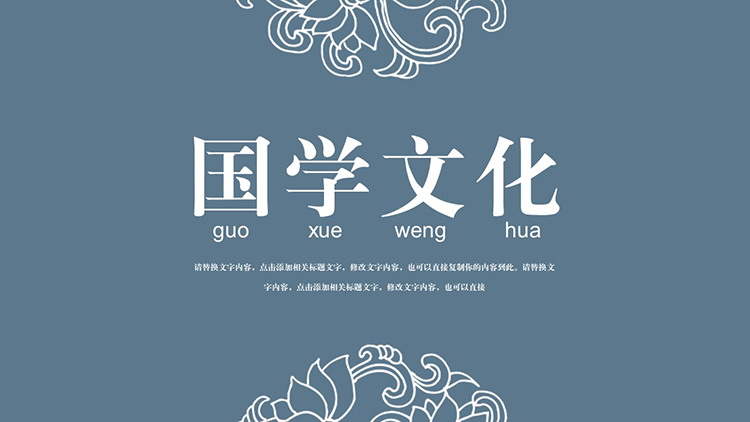 国学文化
guo xue weng hua
请替换文字内容，点击添加相关标题文字，修改文字内容，也可以直接复制你的内容到此。请替换文
字内容，点击添加相关标题文字，修改文字内容，也可以直接